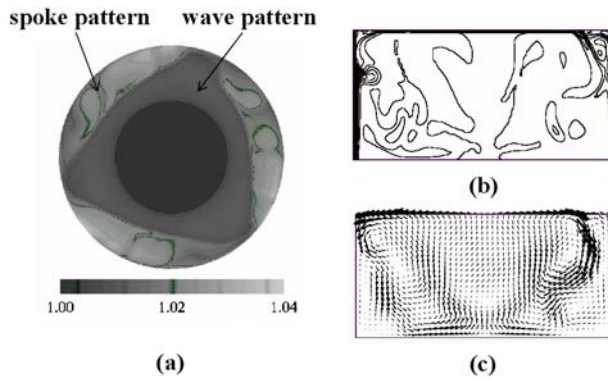 spoke pattern
wave pattern
1.00
1.02
1.04
(a)
(b)
(c)